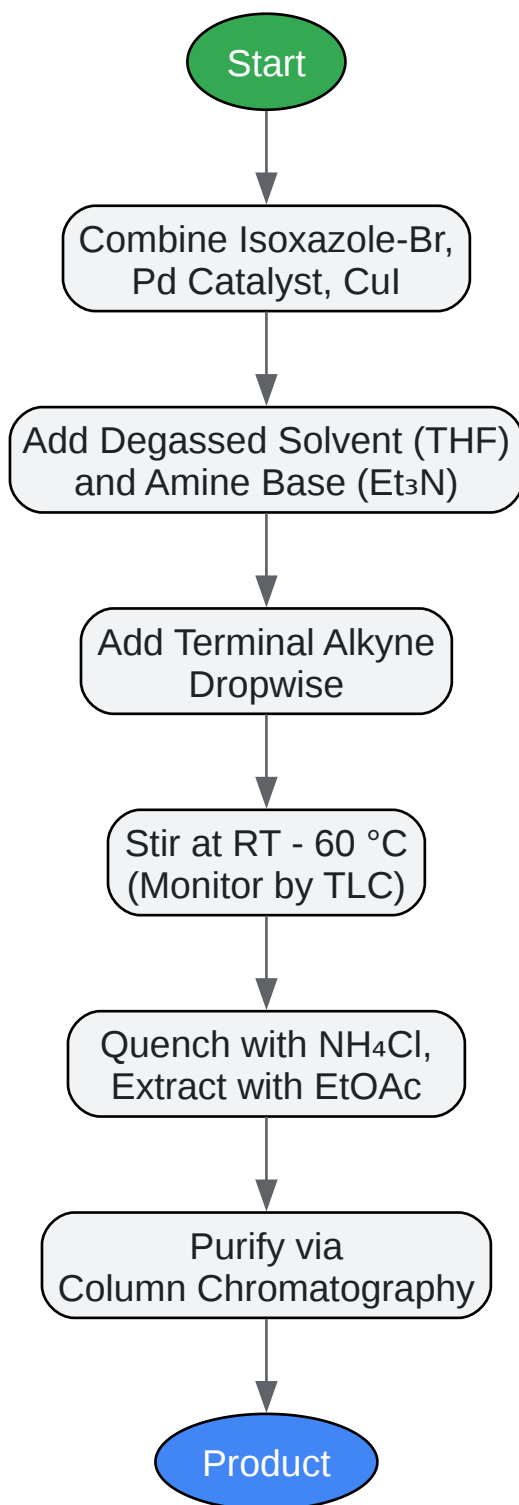 Start
Combine Isoxazole-Br,
Pd Catalyst, CuI
Add Degassed Solvent (THF)
and Amine Base (Et₃N)
Add Terminal Alkyne
Dropwise
Stir at RT - 60 °C
(Monitor by TLC)
Quench with NH₄Cl,
Extract with EtOAc
Purify via
Column Chromatography
Product